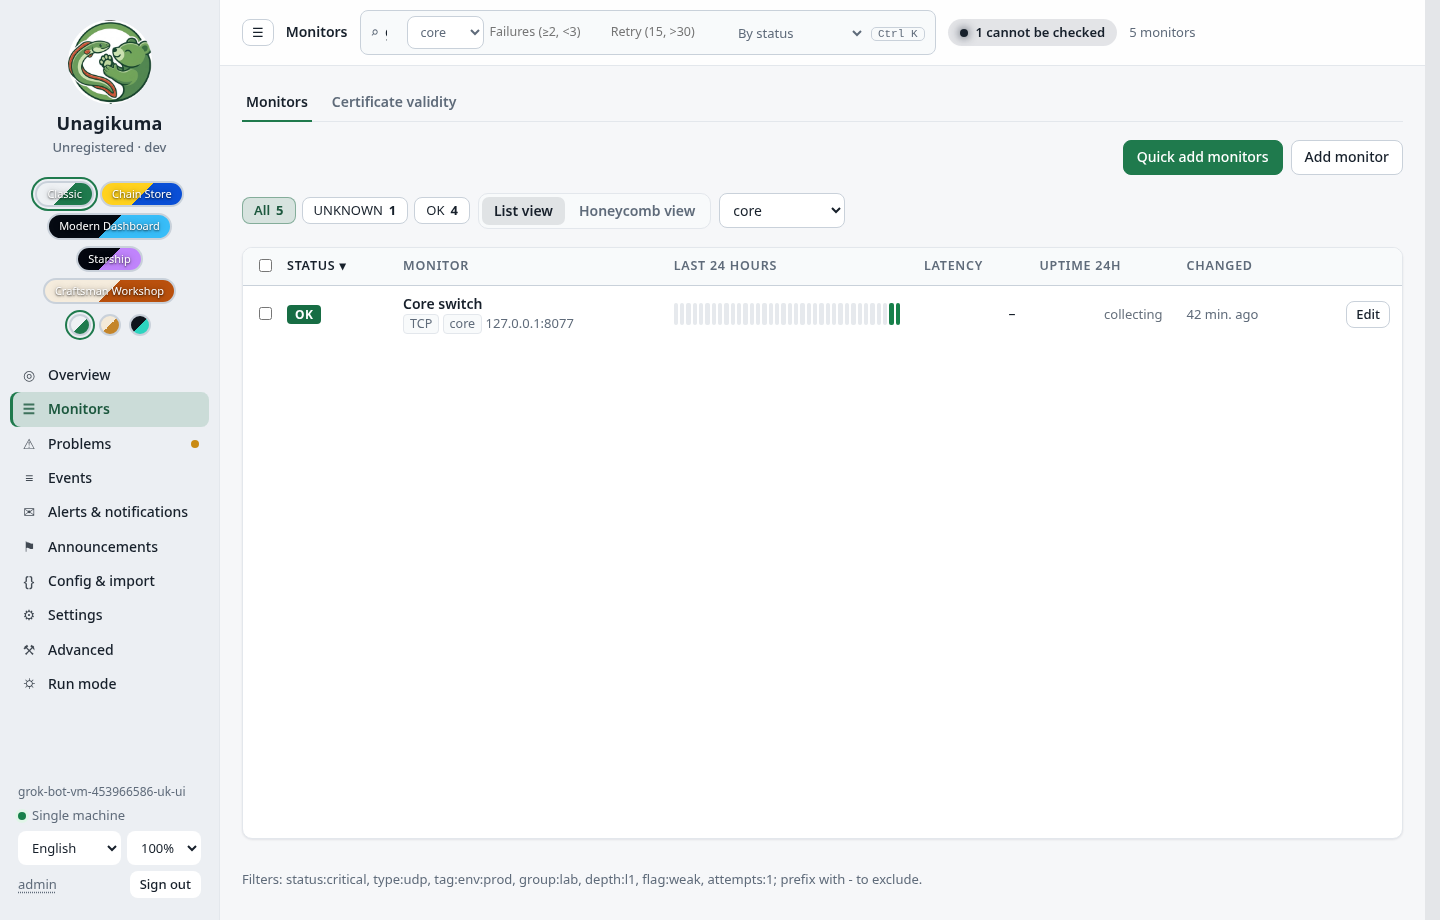 Unagikuma
Unregistered · dev
Classic
Chain Store
Modern Dashboard
Starship
Craftsman Workshop
Overview
Monitors
Problems
Events
Alerts & notifications
Announcements
Config & import
Settings
Advanced
Run mode
grok-bot-vm-453966586-uk-ui
Single machine
English
100%
admin
Sign out
Monitors
core
Failures (≥2, <3)
Retry (15, >30)
By status
Ctrl K
1 cannot be checked
5 monitors
Monitors
Certificate validity
Quick add monitors
Add monitor
All 5
UNKNOWN 1
OK 4
List view
Honeycomb view
core
STATUS ▾
MONITOR
LAST 24 HOURS
LATENCY
UPTIME 24H
CHANGED
OK
Core switch
TCP core 127.0.0.1:8077
–
collecting
42 min. ago
Edit
Filters: status:critical, type:udp, tag:env:prod, group:lab, depth:l1, flag:weak, attempts:1; prefix with - to exclude.